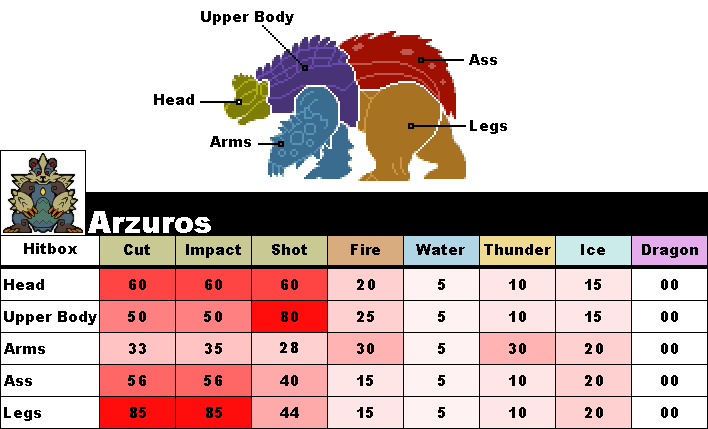 Upper Body
Ass
Head
Legs
Arms
Arzuros
Hitbox Cut Impact Shot Fire Water Thunder Ice Dragon
Head 60 60 60 20 5 10 15 00
Upper Body 50 50 80 25 5 10 15 00
Arms 33 35 28 30 5 30 20 00
Ass 56 56 40 15 5 10 20 00
Legs 85 85 44 15 5 10 20 00